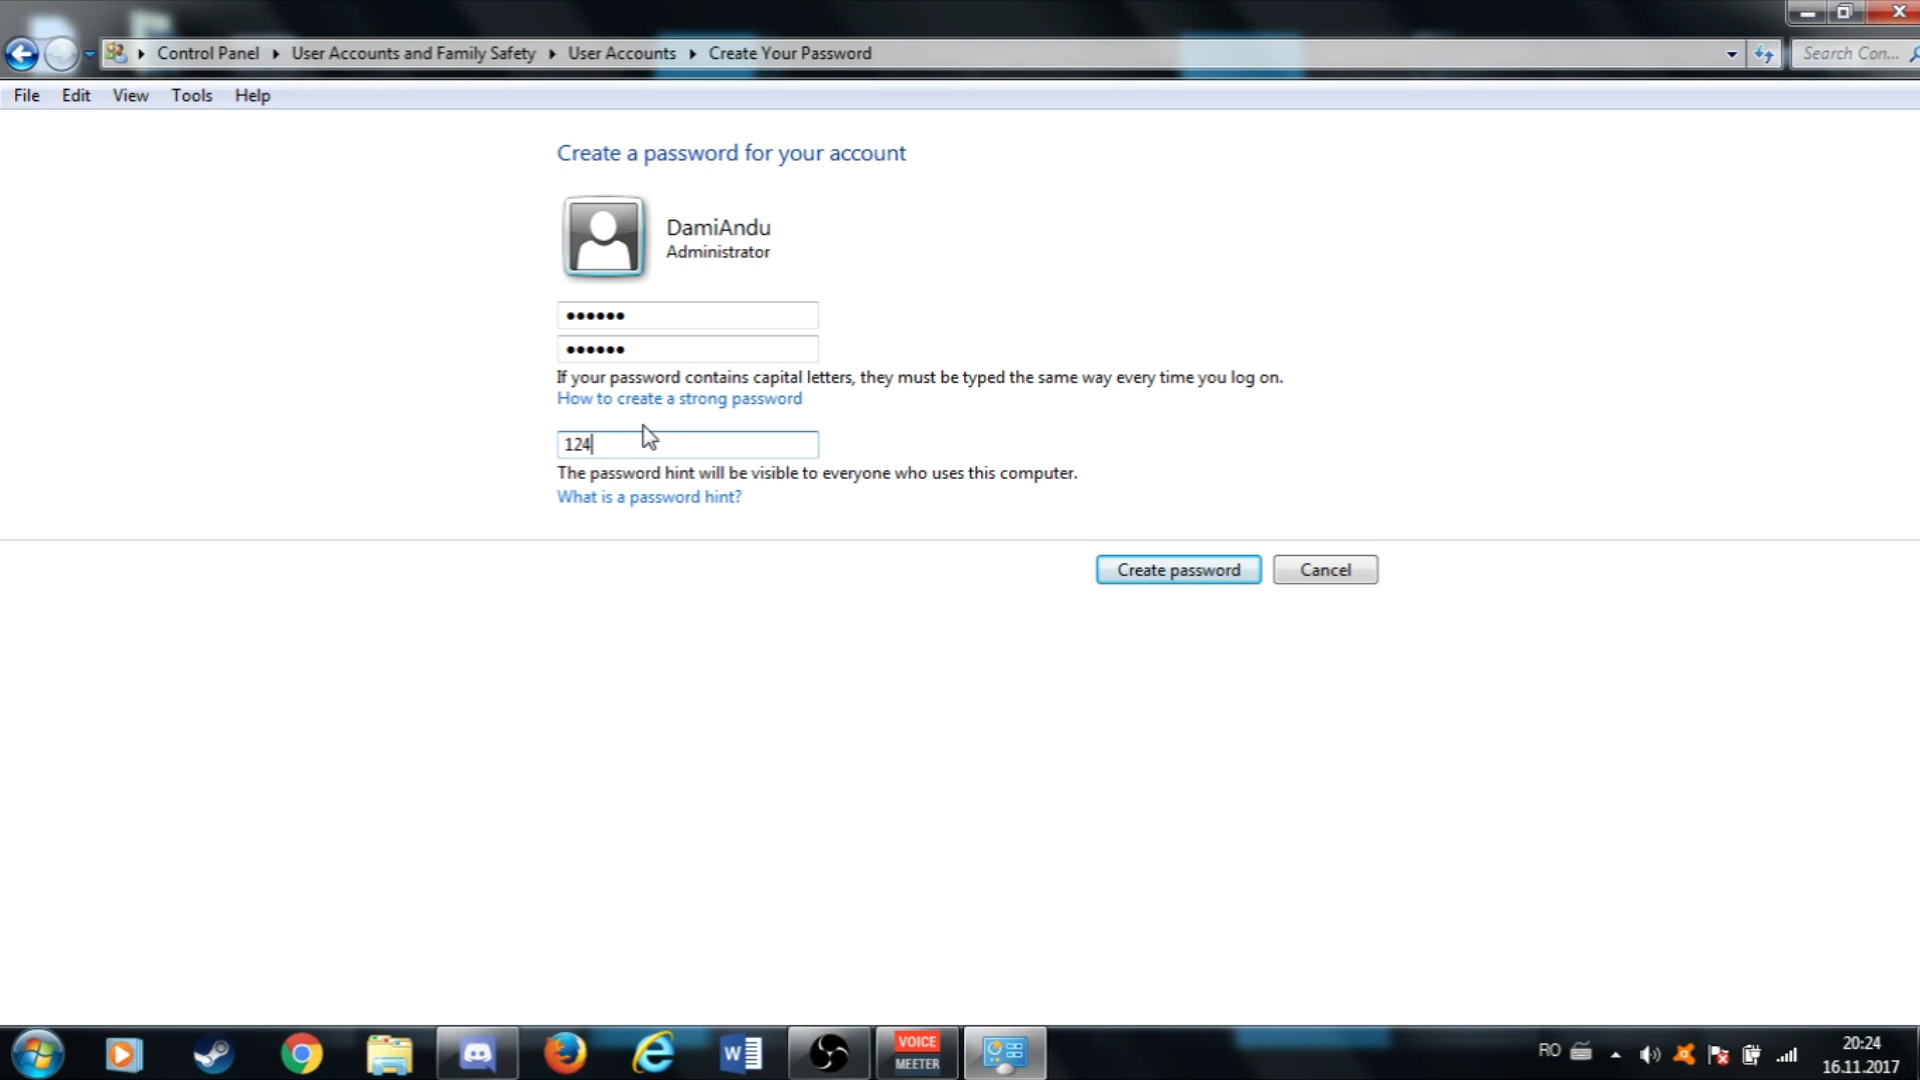 Control Panel User Accounts and Family Safety User Accounts Create Your Password
Search Con...
File Edit View Tools Help
Create a password for your account
DamiAndu
Administrator
●●●●●●
●●●●●●
If your password contains capital letters, they must be typed the same way every time you log on.
How to create a strong password
124
The password hint will be visible to everyone who uses this computer.
What is a password hint?
Create password Cancel
W
VOICE
MEETER
RO
20:24
16.11.2017